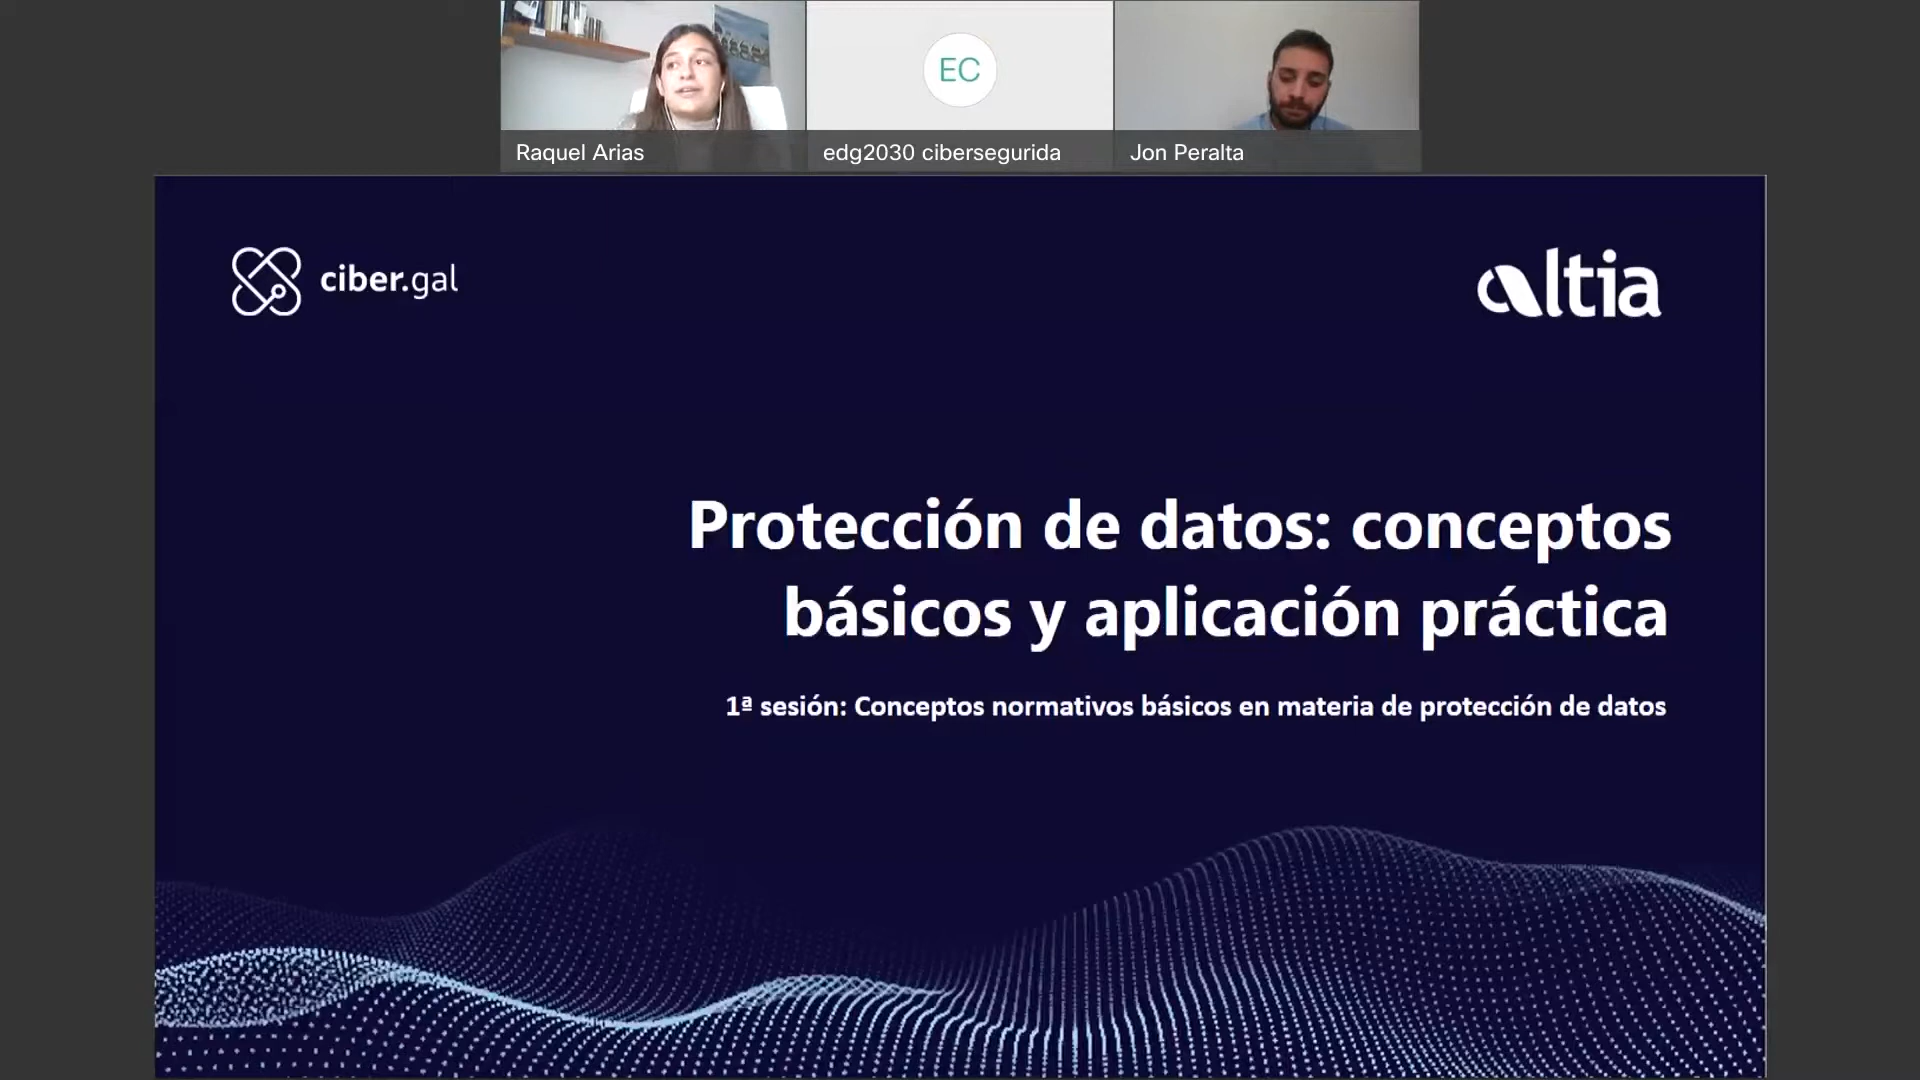 EC
Raquel Arias
edg2030 cibersegurida
Jon Peralta
ciber.gal
altia
Protección de datos: conceptos
básicos y aplicación práctica
1ª sesión: Conceptos normativos básicos en materia de protección de datos